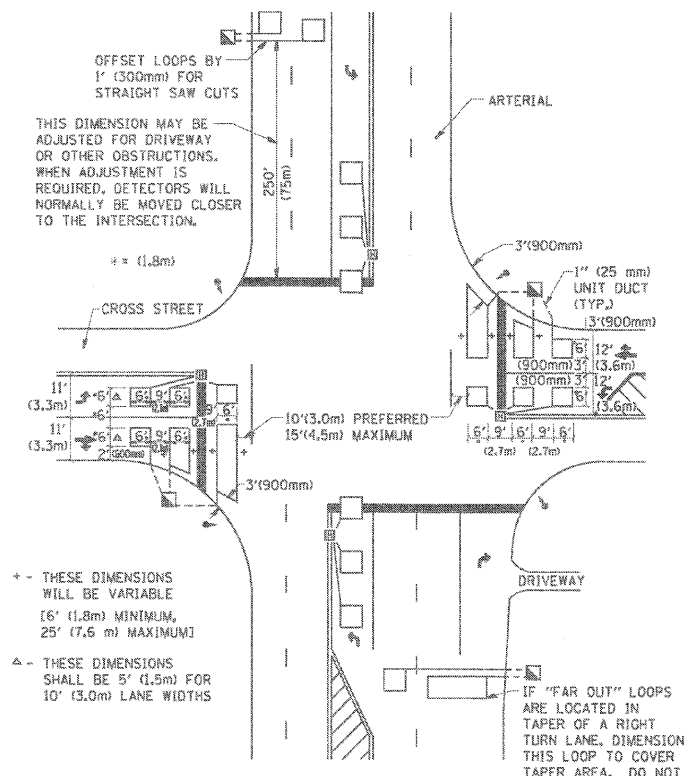 OFFSET LOOPS BY
1' (300mm) FOR
STRAIGHT SAW CUTS
THIS DIMENSION MAY BE
ADJUSTED FOR DRIVEWAY
OR OTHER OBSTRUCTIONS.
WHEN ADJUSTMENT IS
REQUIRED, DETECTORS WILL
NORMALLY BE MOVED CLOSER
TO THE INTERSECTION.
250'
(75m)
ARTERIAL
* = (1.8m)
3'(900mm)
1" (25 mm)
UNIT DUCT
(TYP.)
CROSS STREET
3'(900mm)
6'
12'
(3.6m)
(900mm) 3'
(900mm) 3'
12'
6'
(3.6m)
11'
(3.3m)
6'
6'
9'
6'
6'
11'
(3.3m)
6'
6'
9'
6'
2'
(600mm)
9'
(2.7m)
6'
10'(3.0m) PREFERRED
15'(4.5m) MAXIMUM
6' 9' 6' 9' 6'
(2.7m) (2.7m)
3'(900mm)
DRIVEWAY
+ - THESE DIMENSIONS
WILL BE VARIABLE
[6' (1.8m) MINIMUM,
25' (7.6 m) MAXIMUM]
△ - THESE DIMENSIONS
SHALL BE 5' (1.5m) FOR
10' (3.0m) LANE WIDTHS
IF "FAR OUT" LOOPS
ARE LOCATED IN
TAPER OF A RIGHT
TURN LANE, DIMENSION
THIS LOOP TO COVER
TAPER AREA. DO NOT